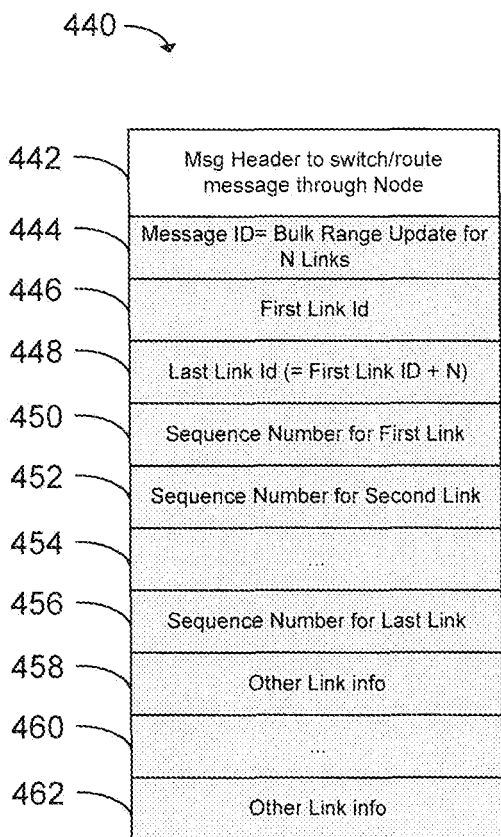 440
442
Msg Header to switch/route
message through Node
444
Message ID= Bulk Range Update for
N Links
446
First Link Id
448
Last Link Id (= First Link ID + N)
450
Sequence Number for First Link
452
Sequence Number for Second Link
454
...
456
Sequence Number for Last Link
458
Other Link info
460
...
462
Other Link info